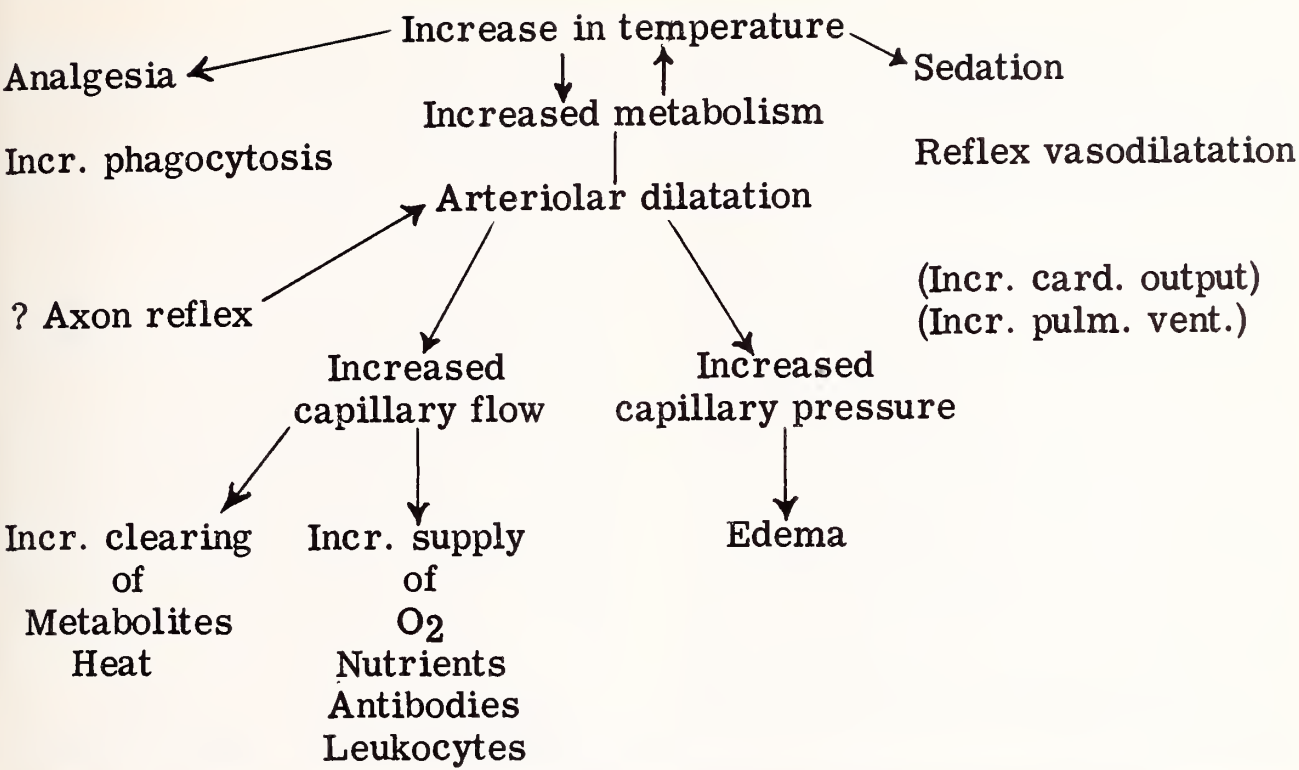 Increase in temperature
Analgesia
Sedation
Increased metabolism
Incr. phagocytosis
Reflex vasodilatation
Arteriolar dilatation
(Incr. card. output)
? Axon reflex
(Incr. pulm. vent.)
Increased
capillary flow
Increased
capillary pressure
Incr. clearing
of
Metabolites
Heat
Incr. supply
of
O2
Nutrients
Antibodies
Leukocytes
Edema